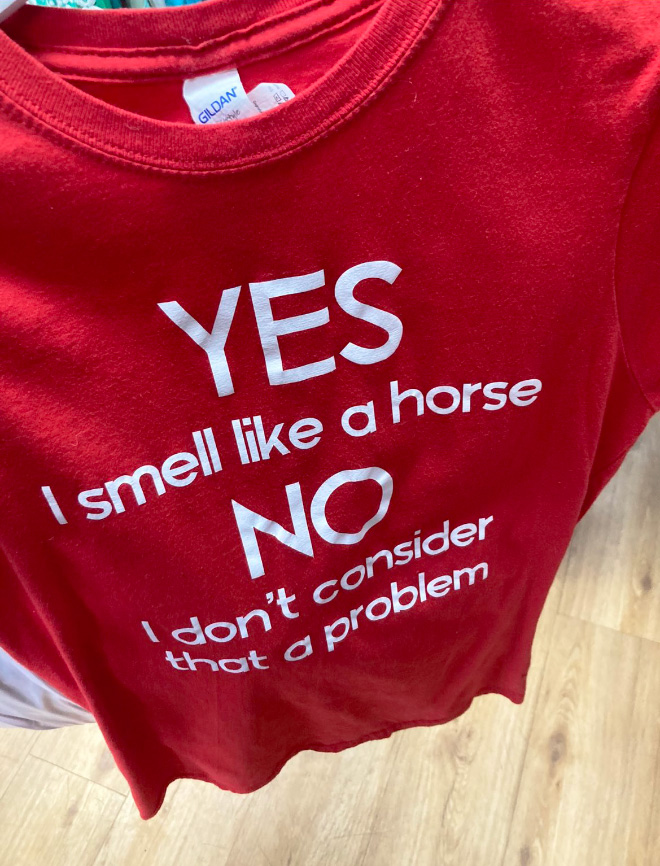 GILDAN
YES
I smell like a horse
NO
I don't consider
that a problem